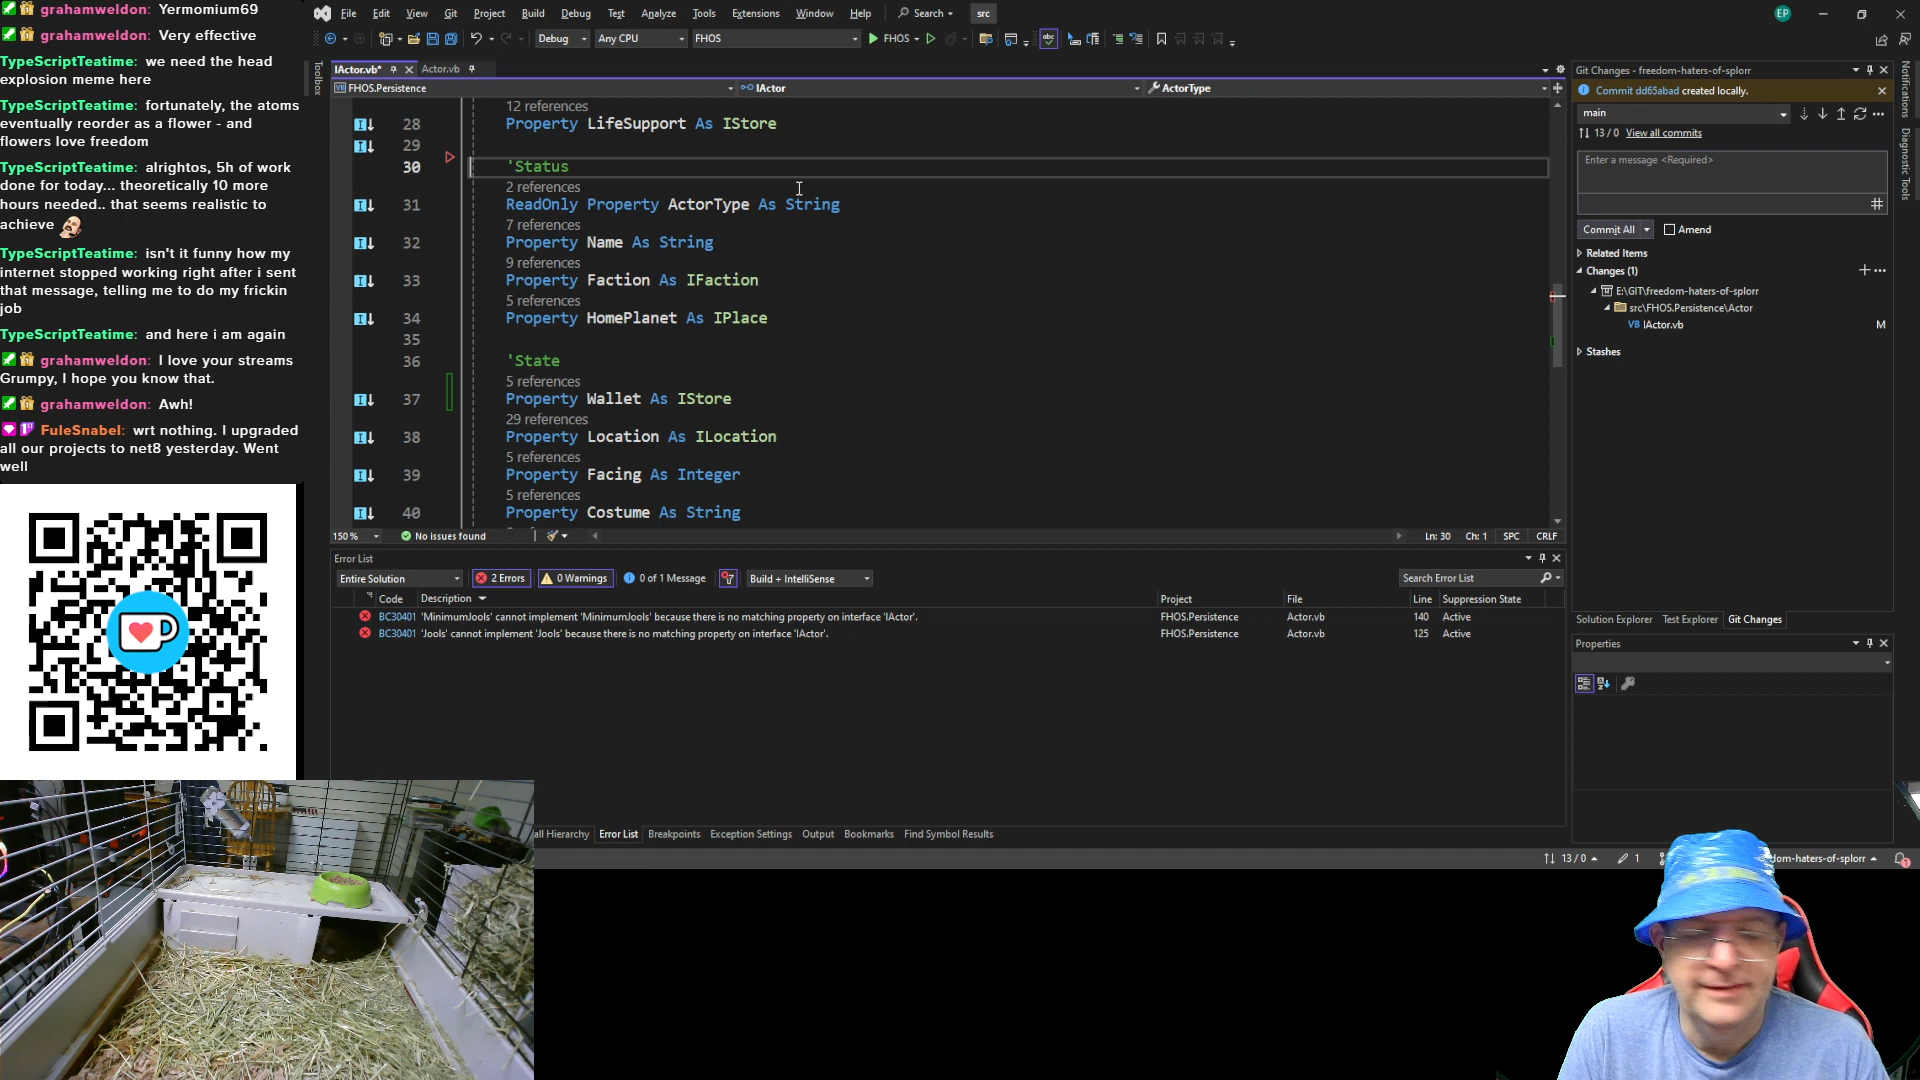 grahamweldon: Yermomium69
grahamweldon: Very effective
TypeScriptTeatime: we need the head
explosion meme here
TypeScriptTeatime: fortunately, the atoms
eventually reorder as a flower - and
flowers love freedom
TypeScriptTeatime: alrightos, 5h of work
done for today... theoretically 10 more
hours needed.. that seems realistic to
achieve
TypeScriptTeatime: isn't it funny how my
internet stopped working right after i sent
that message, telling me to do my frickin
job
TypeScriptTeatime: and here i am again
grahamweldon: I love your streams
Grumpy, I hope you know that.
grahamweldon: Awh!
FuleSnabel: wrt nothing. I upgraded
all our projects to net8 yesterday. Went
well
File Edit View Git Project Build Debug Test Analyze Tools Extensions Window Help Search src EP
Debug Any CPU FHOS FHOS
Toolbox
IActor.vb* Actor.vb
FHOS.Persistence IActor ActorType
12 references
28 Property LifeSupport As IStore
29
30 'Status
2 references
31 ReadOnly Property ActorType As String
7 references
32 Property Name As String
9 references
33 Property Faction As IFaction
5 references
34 Property HomePlanet As IPlace
35
36 'State
5 references
37 Property Wallet As IStore
29 references
38 Property Location As ILocation
5 references
39 Property Facing As Integer
5 references
40 Property Costume As String
150 % No issues found Ln: 30 Ch: 1 SPC CRLF
Error List
Entire Solution 2 Errors 0 Warnings 0 of 1 Message Build + IntelliSense Search Error List
Code Description Project File Line Suppression State
BC30401 'MinimumJools' cannot implement 'MinimumJools' because there is no matching property on interface 'IActor'. FHOS.Persistence Actor.vb 140 Active
BC30401 'Jools' cannot implement 'Jools' because there is no matching property on interface 'IActor'. FHOS.Persistence Actor.vb 125 Active
all Hierarchy Error List Breakpoints Exception Settings Output Bookmarks Find Symbol Results
13 / 0 1 dom-haters-of-splorr 1
Git Changes - freedom-haters-of-splorr
Commit dd65abad created locally.
main
13 / 0 View all commits
Enter a message <Required>
Commit All Amend
Related Items
Changes (1)
E:\GIT\freedom-haters-of-splorr
src\FHOS.Persistence\Actor
VB IActor.vb M
Stashes
Solution Explorer Test Explorer Git Changes
Properties
Notifications
Diagnostic Tools